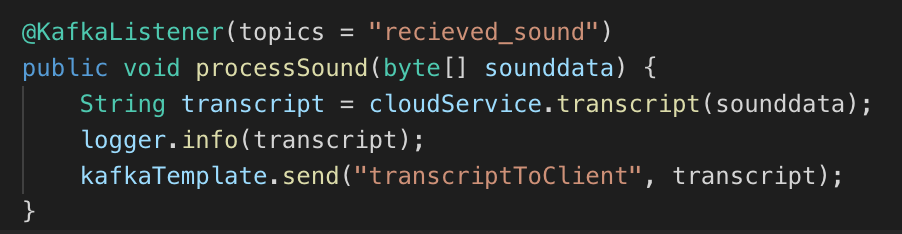 @KafkaListener(topics = "recieved_sound")
public void processSound(byte[] sounddata) {
    String transcript = cloudService.transcript(sounddata);
    logger.info(transcript);
    kafkaTemplate.send("transcriptToClient", transcript);
}